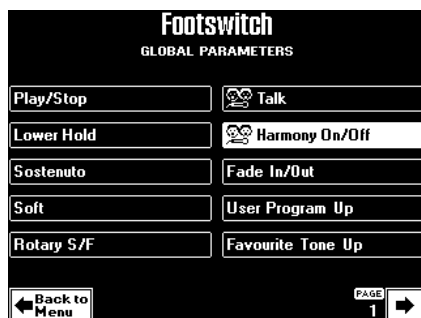 Footswitch
GLOBAL PARAMETERS
Play/Stop
Talk
Lower Hold
Harmony On/Off
Sostenuto
Fade In/Out
Soft
User Program Up
Rotary S/F
Favourite Tone Up
Back to
Menu
PAGE
1